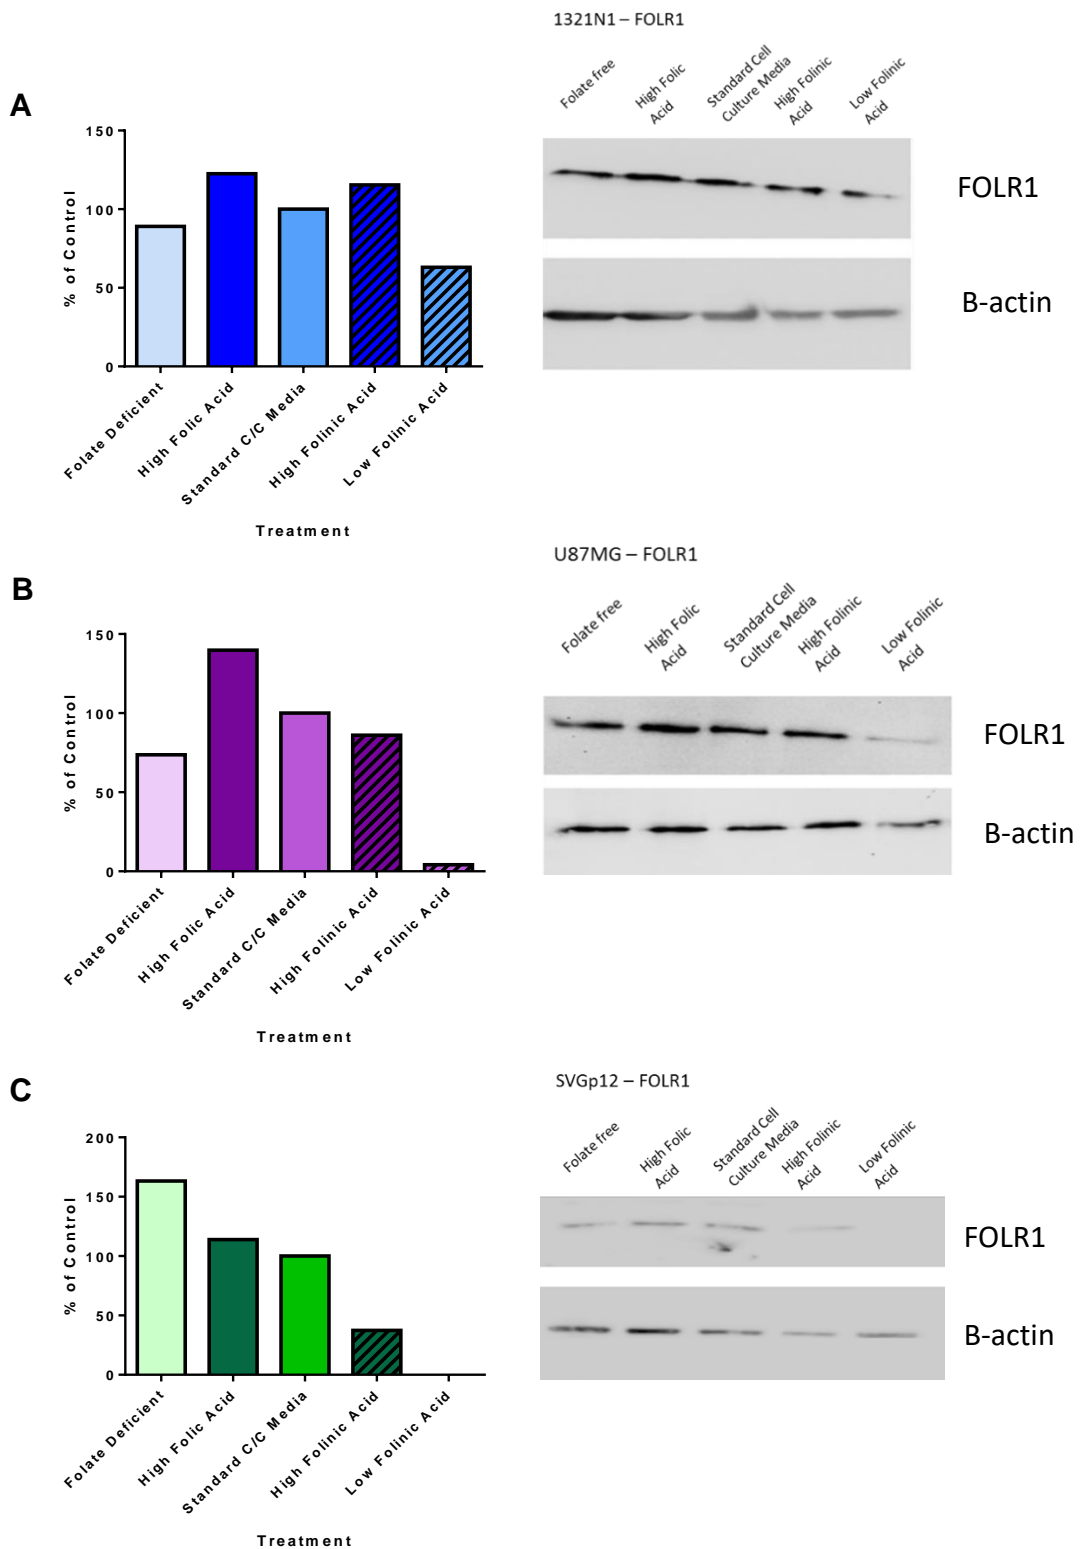 A
150
100
50
0
% of Control
Folate Deficient
High Folic Acid
Standard C/C Media
High Folinic Acid
Low Folinic Acid
Treatment
1321N1 – FOLR1
Folate free
High Folic
Acid
Standard Cell
Culture Media
High Folinic
Acid
Low Folinic
Acid
FOLR1
B-actin
B
150
100
50
0
% of Control
Folate Deficient
High Folic Acid
Standard C/C Media
High Folinic Acid
Low Folinic Acid
Treatment
U87MG – FOLR1
Folate free
High Folic
Acid
Standard Cell
Culture Media
High Folinic
Acid
Low Folinic
Acid
FOLR1
B-actin
C
200
150
100
50
0
% of Control
Folate Deficient
High Folic Acid
Standard C/C Media
High Folinic Acid
Low Folinic Acid
Treatment
SVGp12 – FOLR1
Folate free
High Folic
Acid
Standard Cell
Culture Media
High Folinic
Acid
Low Folinic
Acid
FOLR1
B-actin